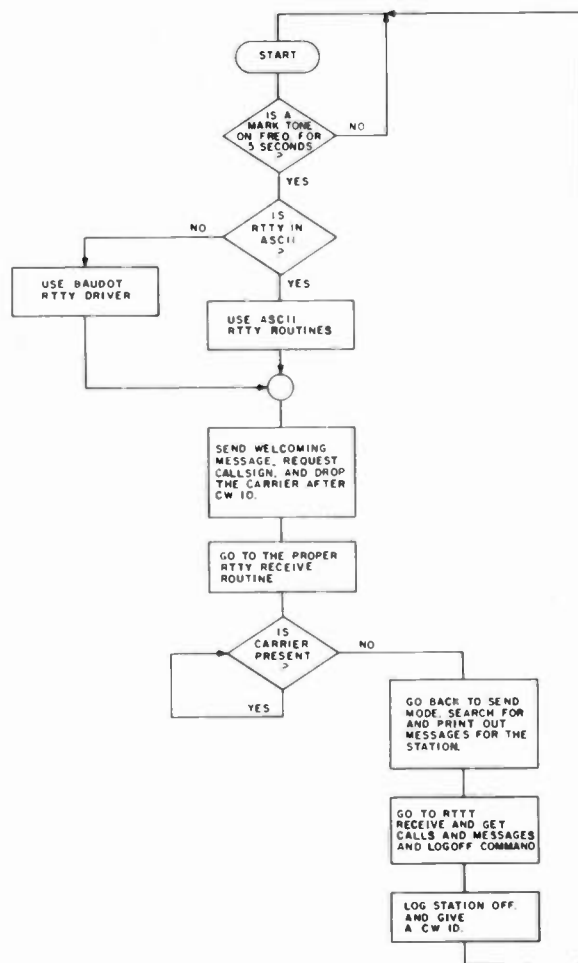 START
IS A
MARK TONE
ON FREQ FOR
5 SECONDS
?
NO
YES
IS
RTTY IN
ASCII
?
NO
YES
USE BAUDOT
RTTY DRIVER
USE ASCII
RTTY ROUTINES
SEND WELCOMING
MESSAGE, REQUEST
CALLSIGN, AND DROP
THE CARRIER AFTER
CW ID.
GO TO THE PROPER
RTTY RECEIVE
ROUTINE
IS
CARRIER
PRESENT
?
NO
YES
GO BACK TO SEND
MODE, SEARCH FOR
AND PRINT OUT
MESSAGES FOR THE
STATION.
GO TO RTTT
RECEIVE AND GET
CALLS AND MESSAGES
AND LOGOFF COMMAND
LOG STATION OFF,
AND GIVE
A CW ID.